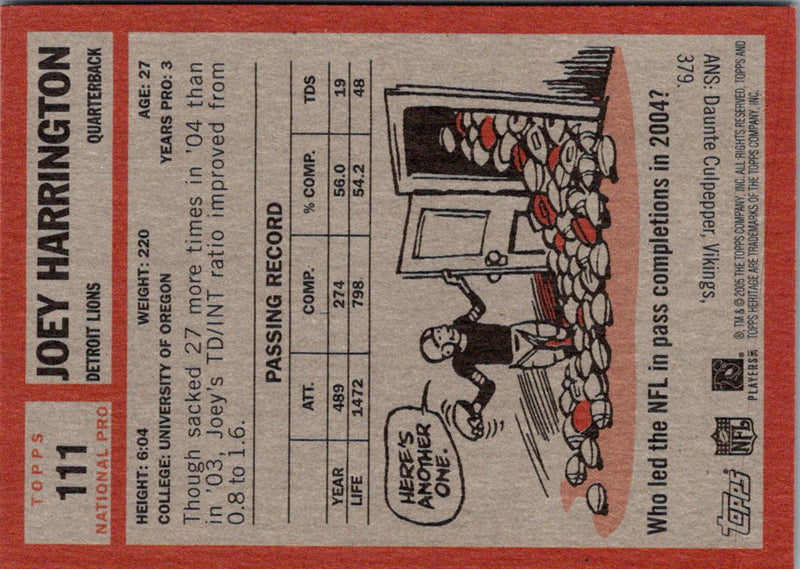 TOPPS
111
NATIONAL PRO
JOEY HARRINGTON
DETROIT LIONS
QUARTERBACK
HEIGHT: 6:04 WEIGHT: 220 AGE: 27
COLLEGE: UNIVERSITY OF OREGON YEARS PRO: 3
Though sacked 27 more times in '04 than
in '03, Joey's TD/INT ratio improved from
0.8 to 1.6.
PASSING RECORD
ATT. COMP. % COMP. TDS
YEAR 489 274 56.0 19
LIFE 1472 798 54.2 48
HERE'S
ANOTHER
ONE.
Who led the NFL in pass completions in 2004?
ANS: Daunte Culpepper, Vikings,
379.
topps
NFL
PLAYERS INC
®, TM & © 2005 THE TOPPS COMPANY, INC. ALL RIGHTS RESERVED. TOPPS AND
TOPPS HERITAGE ARE TRADEMARKS OF THE TOPPS COMPANY, INC.